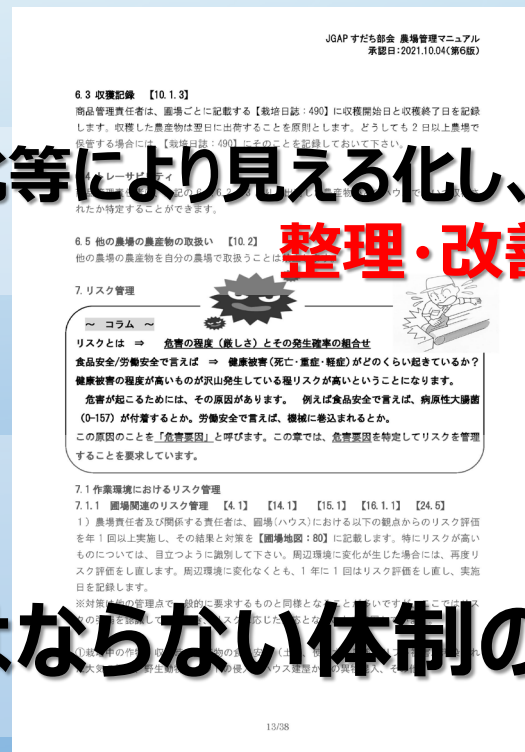 JGAP すだち部会 農場管理マニュアル
承認日：2021.10.04（第6版）
6.3 収穫記録 【10.1.3】
商品管理責任者は、圃場ごとに記載する【栽培日誌：490】に収穫開始日と収穫終了日を記録
します。収穫した農産物は翌日に出荷することを原則とします。どうしても 2 日以上農場で
保管する場合には、【栽培日誌：490】にそのことを記録しておいて下さい。
等により見える化し、
れたか特定することができます。
6.5 他の農場の農産物の取扱い 【10.2】
他の農場の農産物を自分の農場で取扱うことは
整理・改善
7. リスク管理
～ コラム ～
リスクとは ⇒ 危害の程度（厳しさ）とその発生確率の組合せ
食品安全/労働安全で言えば ⇒ 健康被害（死亡・重症・軽症）がどのくらい起きているか？
健康被害の程度が高いものが沢山発生している程リスクが高いということになります。
危害が起こるためには、その原因があります。 例えば食品安全で言えば、病原性大腸菌
（O-157）が付着するとか。労働安全で言えば、機械に巻込まれるとか。
この原因のことを「危害要因」と呼びます。この章では、危害要因を特定してリスクを管理
することを要求しています。
7.1 作業環境におけるリスク管理
7.1.1 圃場関連のリスク管理 【4.1】 【14.1】 【15.1】 【16.1.1】 【24.5】
１）農場責任者及び関係する責任者は、圃場（ハウス）における以下の観点からのリスク評価
を年 1 回以上実施し、その結果と対策を【圃場地図：80】に記載します。特にリスクが高い
ものについては、目立つように識別して下さい。周辺環境に変化が生じた場合には、再度リ
スク評価をし直します。周辺環境に変化なくとも、1 年に 1 回はリスク評価をし直し、実施
日を記録します。
はならない体制の
13/38